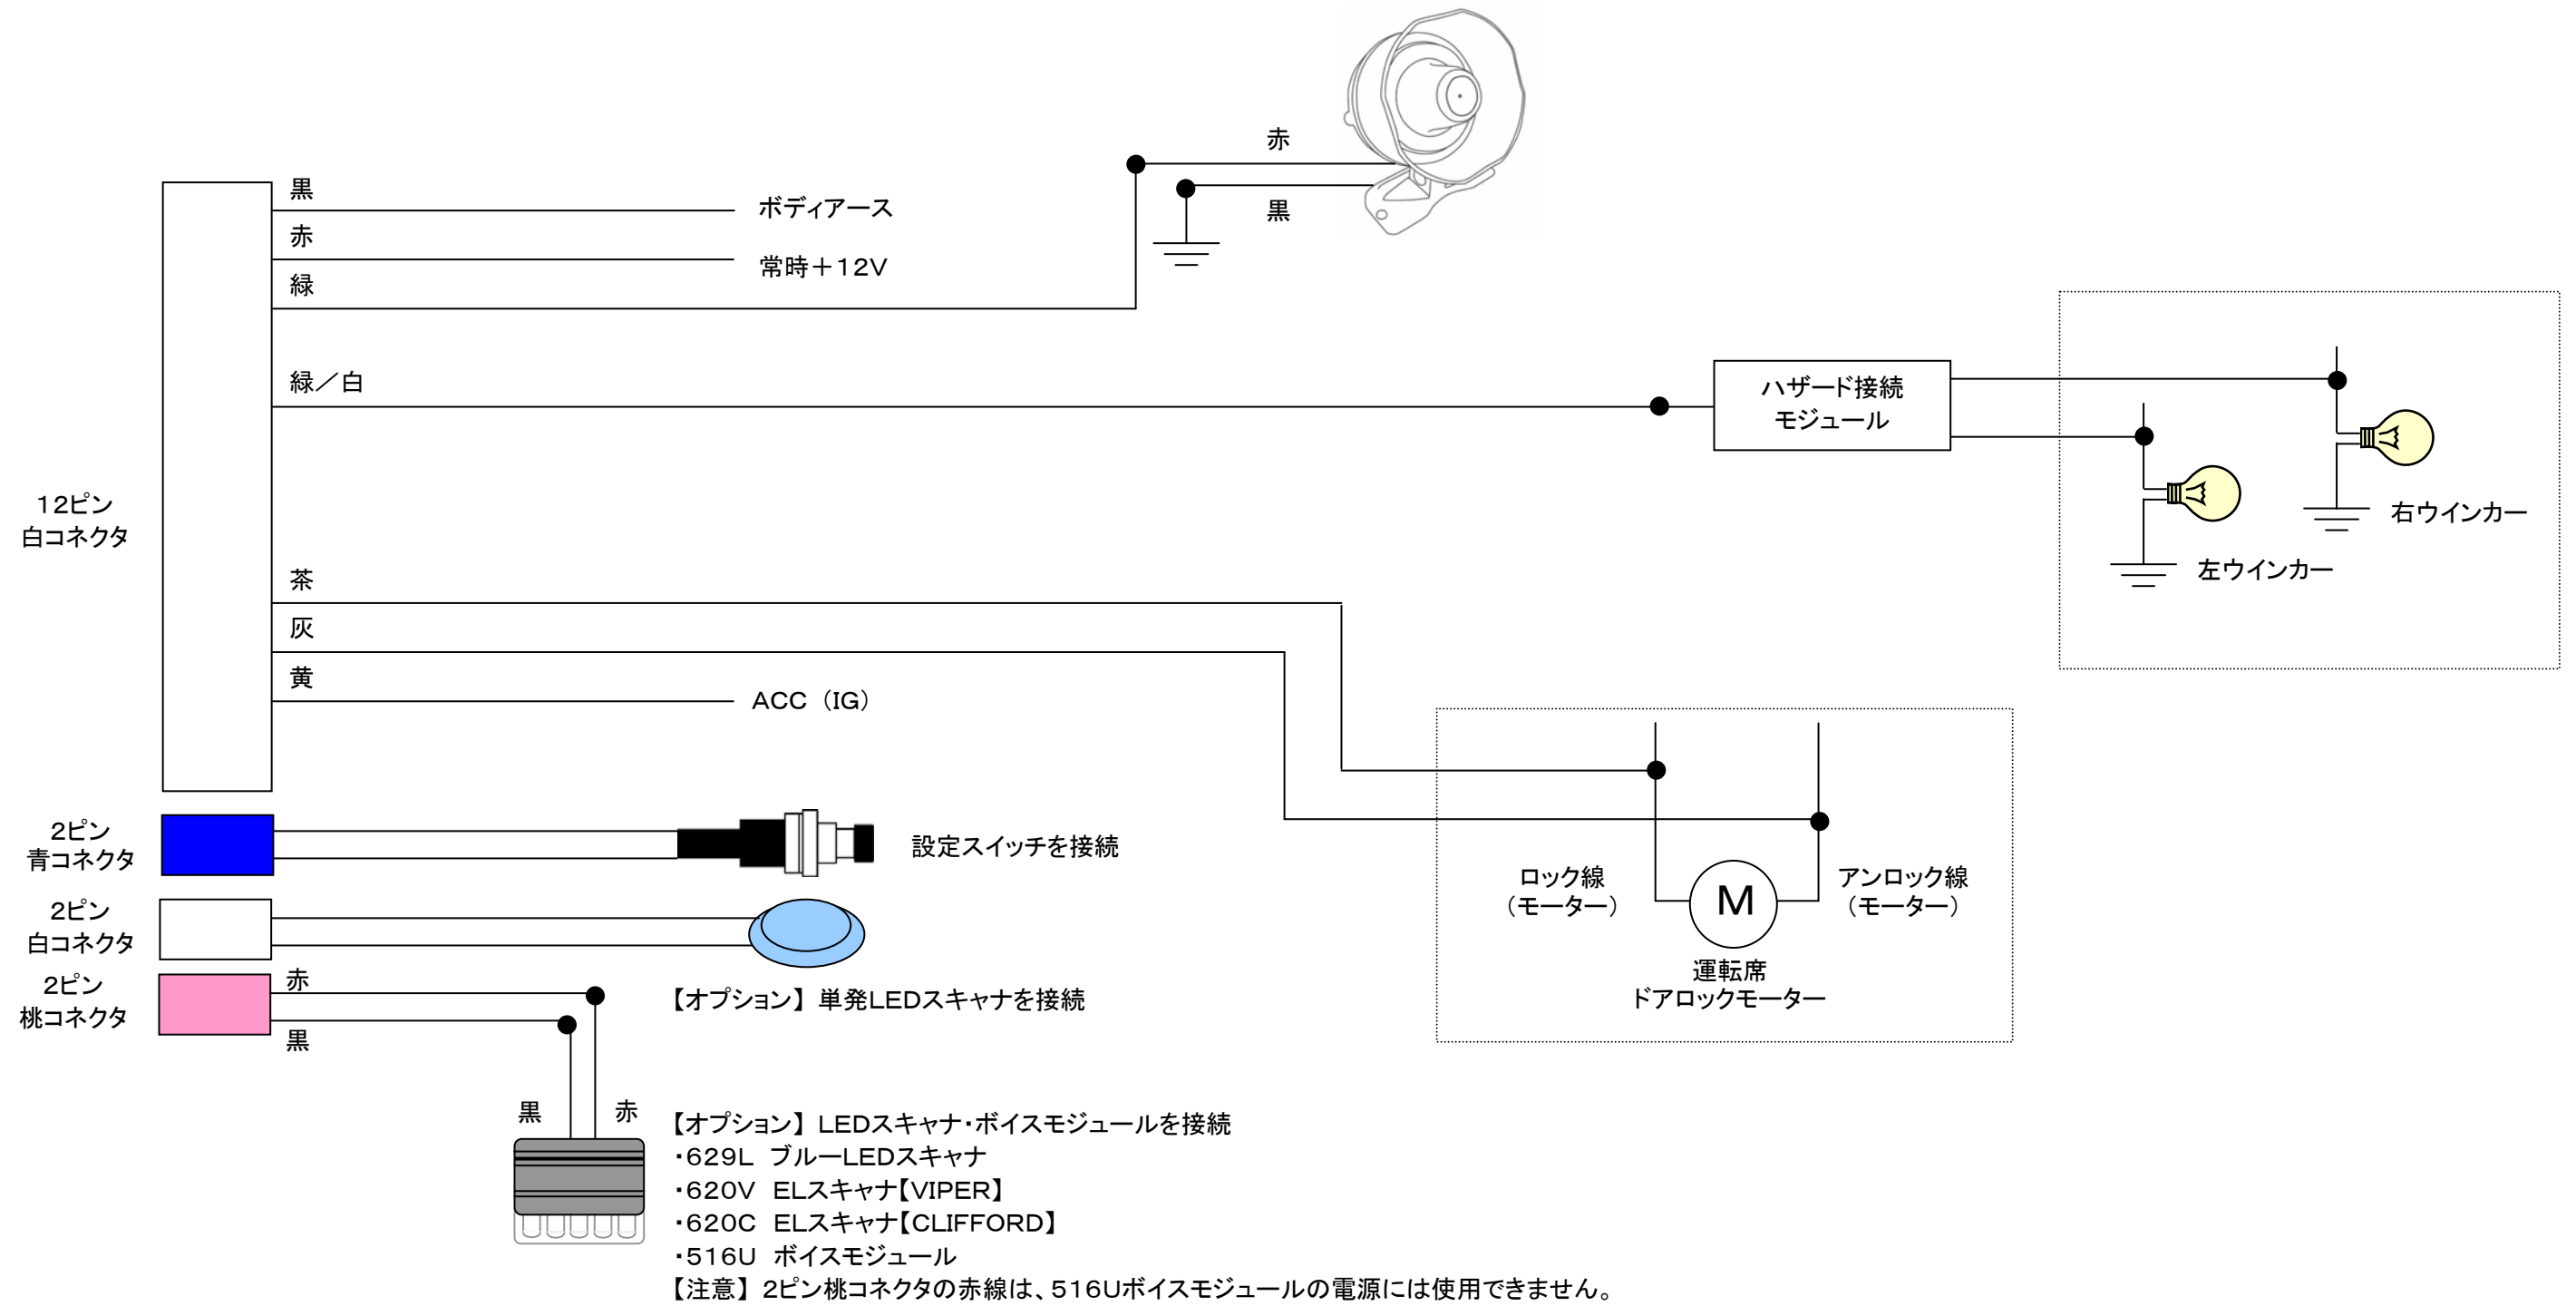 赤
黒
黒
ボディアース
赤
常時＋12V
緑
緑／白
ハザード接続
モジュール
12ピン
白コネクタ
右ウインカー
左ウインカー
茶
灰
黄
ACC（IG）
2ピン
青コネクタ
設定スイッチを接続
ロック線
（モーター）
M
アンロック線
（モーター）
運転席
ドアロックモーター
2ピン
白コネクタ
2ピン
桃コネクタ
赤
黒
【オプション】 単発LEDスキャナを接続
黒
赤
【オプション】 LEDスキャナ・ボイスモジュールを接続
・629L ブルーLEDスキャナ
・620V ELスキャナ【VIPER】
・620C ELスキャナ【CLIFFORD】
・516U ボイスモジュール
【注意】 2ピン桃コネクタの赤線は、516Uボイスモジュールの電源には使用できません。